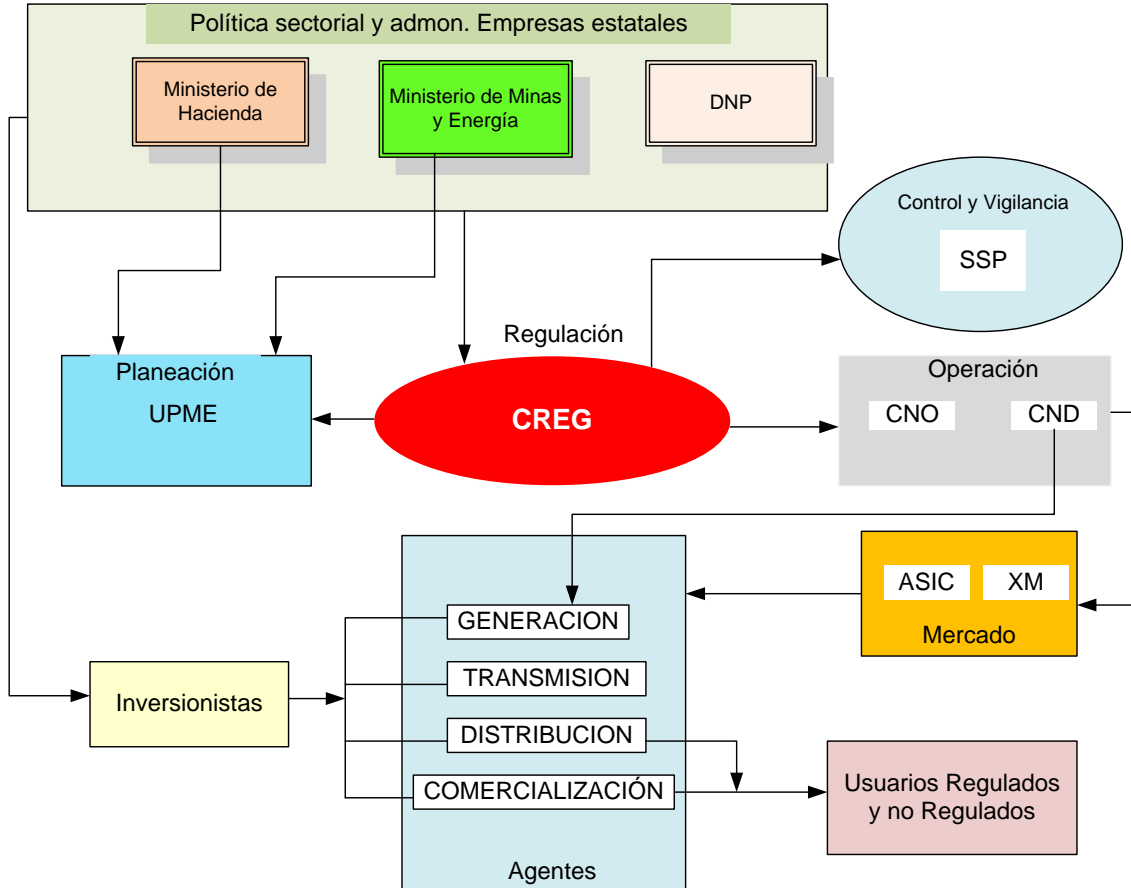 Política sectorial y admon. Empresas estatales
Ministerio de
Hacienda
Ministerio de Minas
y Energía
DNP
Control y Vigilancia
SSP
Regulación
CREG
Planeación
UPME
Operación
CNO
CND
ASIC
XM
Mercado
GENERACION
TRANSMISION
DISTRIBUCION
COMERCIALIZACIÓN
Agentes
Inversionistas
Usuarios Regulados
y no Regulados